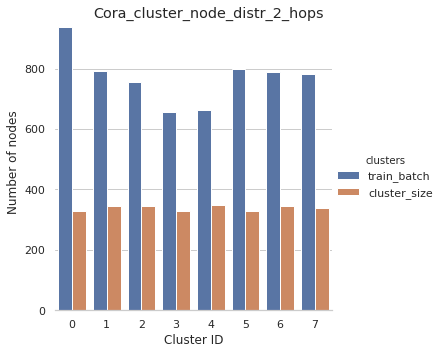 Cora_cluster_node_distr_2_hops
Number of nodes
800
600
400
200
0
0 1 2 3 4 5 6 7
Cluster ID
clusters
train_batch
cluster_size